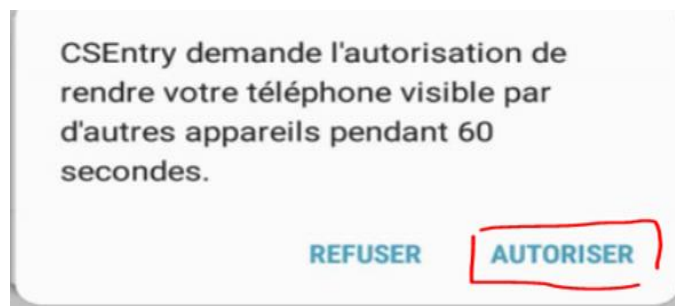 CSEntry demande l'autorisation de
rendre votre téléphone visible par
d'autres appareils pendant 60
secondes.
REFUSER AUTORISER